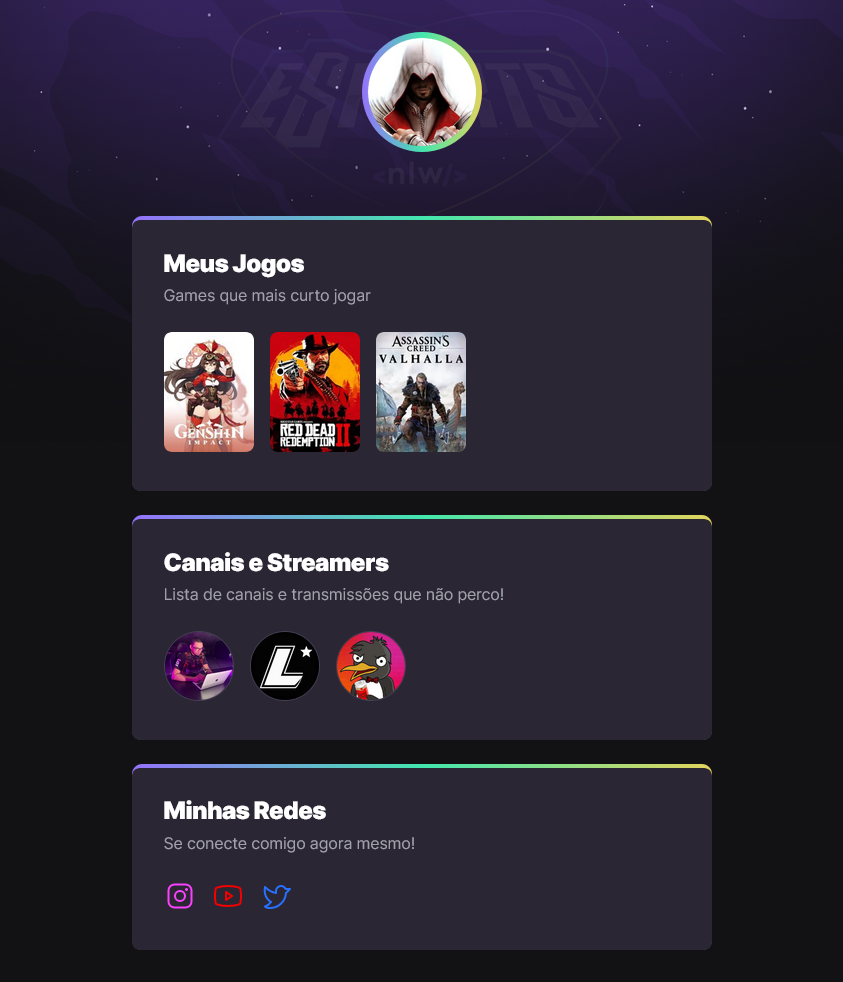 ESPORTS
<nlw/>
Meus Jogos
Games que mais curto jogar
GENSHIN
IMPACT
RED DEAD
REDEMPTION II
ASSASSIN'S
CREED
VALHALLA
Canais e Streamers
Lista de canais e transmissões que não perco!
L
Minhas Redes
Se conecte comigo agora mesmo!